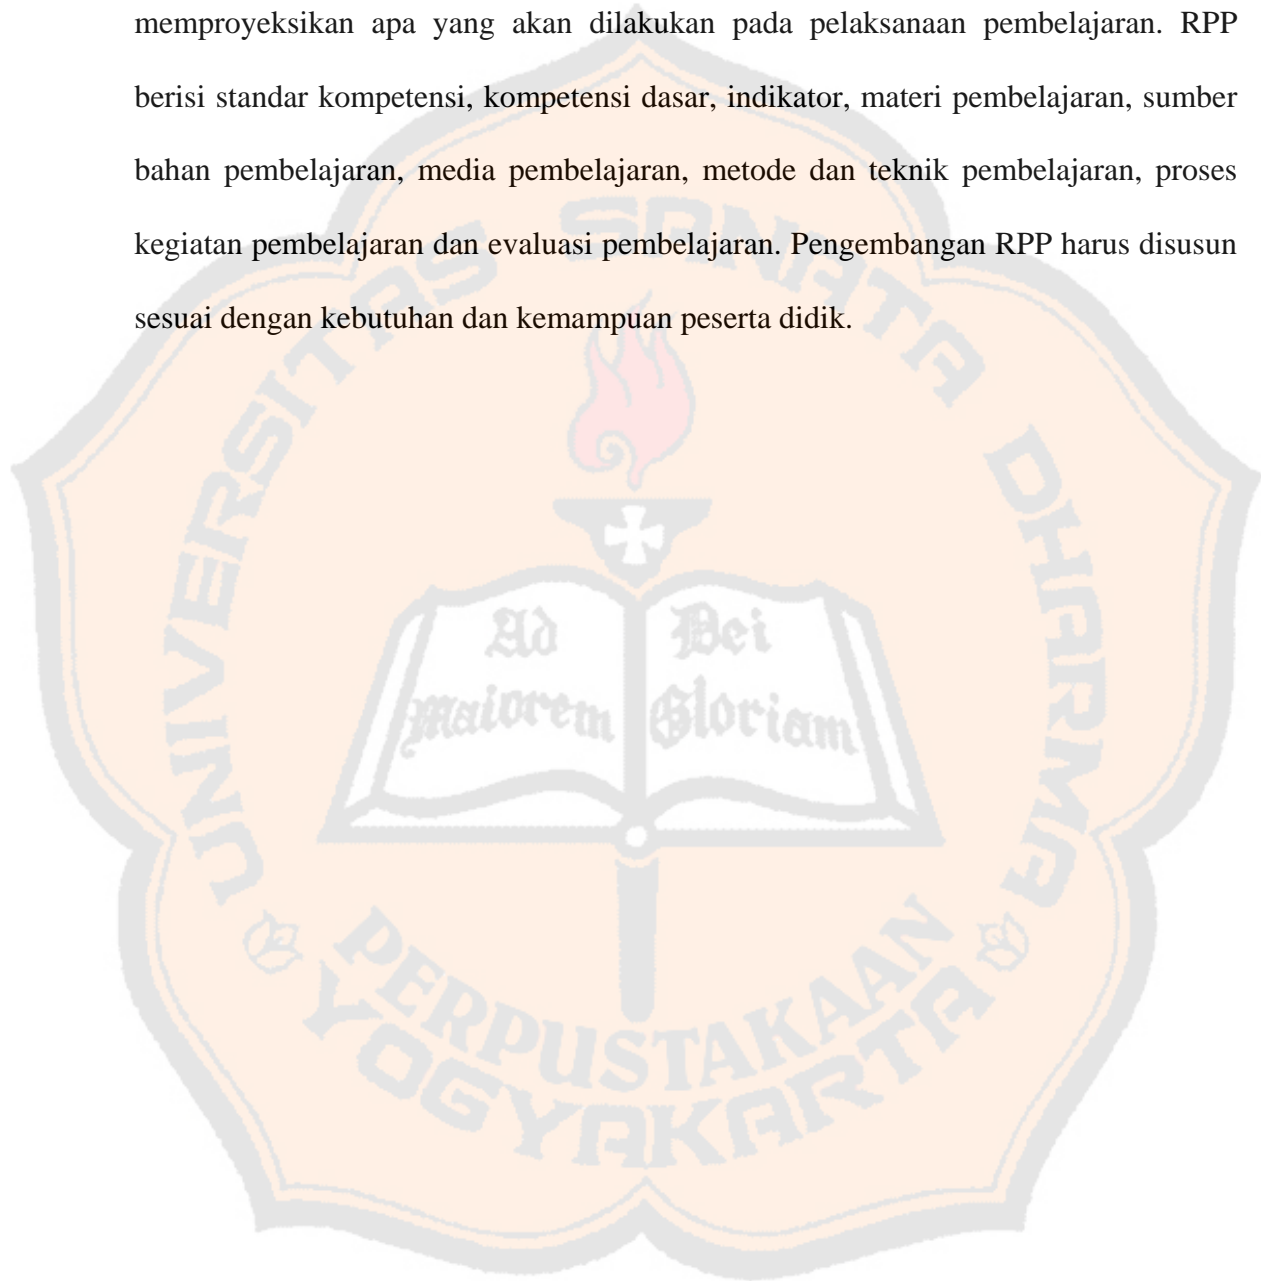 memproyeksikan apa yang akan dilakukan pada pelaksanaan pembelajaran. RPP
berisi standar kompetensi, kompetensi dasar, indikator, materi pembelajaran, sumber
bahan pembelajaran, media pembelajaran, metode dan teknik pembelajaran, proses
kegiatan pembelajaran dan evaluasi pembelajaran. Pengembangan RPP harus disusun
sesuai dengan kebutuhan dan kemampuan peserta didik.
UNIVERSITAS SANATA DHARMA
Ad Dei
Maiorem Gloriam
PERPUSTAKAAN
YOGYAKARTA